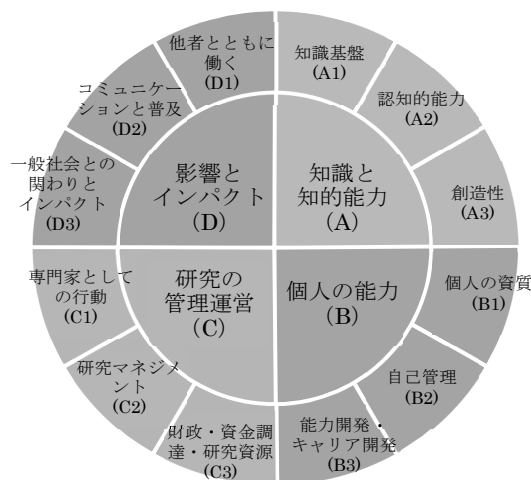 他者とともに
働く
(D1)
知識基盤
(A1)
コミュニケー
ションと普及
(D2)
認知的能力
(A2)
一般社会との
関わりと
インパクト
(D3)
影響と
インパクト
(D)
知識と
知的能力
(A)
創造性
(A3)
専門家として
の行動
(C1)
研究の
管理運営
(C)
個人の能力
(B)
個人の資質
(B1)
研究マネジメ
ント
(C2)
自己管理
(B2)
財政・資金調
達・研究資源
(C3)
能力開発・
キャリア開発
(B3)